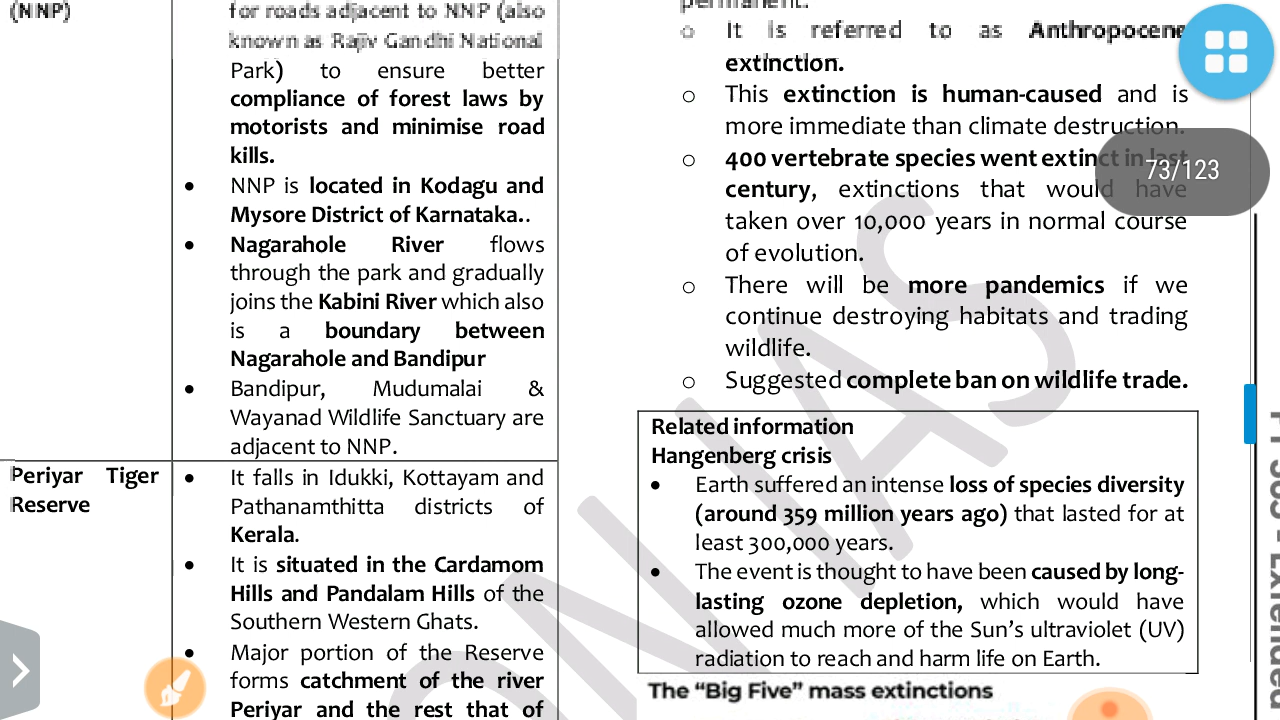 (NNP)
for roads adjacent to NNP (also
known as Rajiv Gandhi National
Park) to ensure better
compliance of forest laws by
motorists and minimise road
kills.
• NNP is located in Kodagu and
Mysore District of Karnataka..
• Nagarahole River flows
through the park and gradually
joins the Kabini River which also
is a boundary between
Nagarahole and Bandipur
• Bandipur, Mudumalai &
Wayanad Wildlife Sanctuary are
adjacent to NNP.
Periyar Tiger
Reserve
• It falls in Idukki, Kottayam and
Pathanamthitta districts of
Kerala.
• It is situated in the Cardamom
Hills and Pandalam Hills of the
Southern Western Ghats.
• Major portion of the Reserve
forms catchment of the river
Periyar and the rest that of
permanent.
o It is referred to as Anthropocene
extinction.
o This extinction is human-caused and is
more immediate than climate destruction.
o 400 vertebrate species went extinct in last
century, extinctions that would have
taken over 10,000 years in normal course
of evolution.
o There will be more pandemics if we
continue destroying habitats and trading
wildlife.
o Suggested complete ban on wildlife trade.
Related information
Hangenberg crisis
• Earth suffered an intense loss of species diversity
(around 359 million years ago) that lasted for at
least 300,000 years.
• The event is thought to have been caused by long-
lasting ozone depletion, which would have
allowed much more of the Sun's ultraviolet (UV)
radiation to reach and harm life on Earth.
The “Big Five” mass extinctions
73/123
ON IAS
Extended